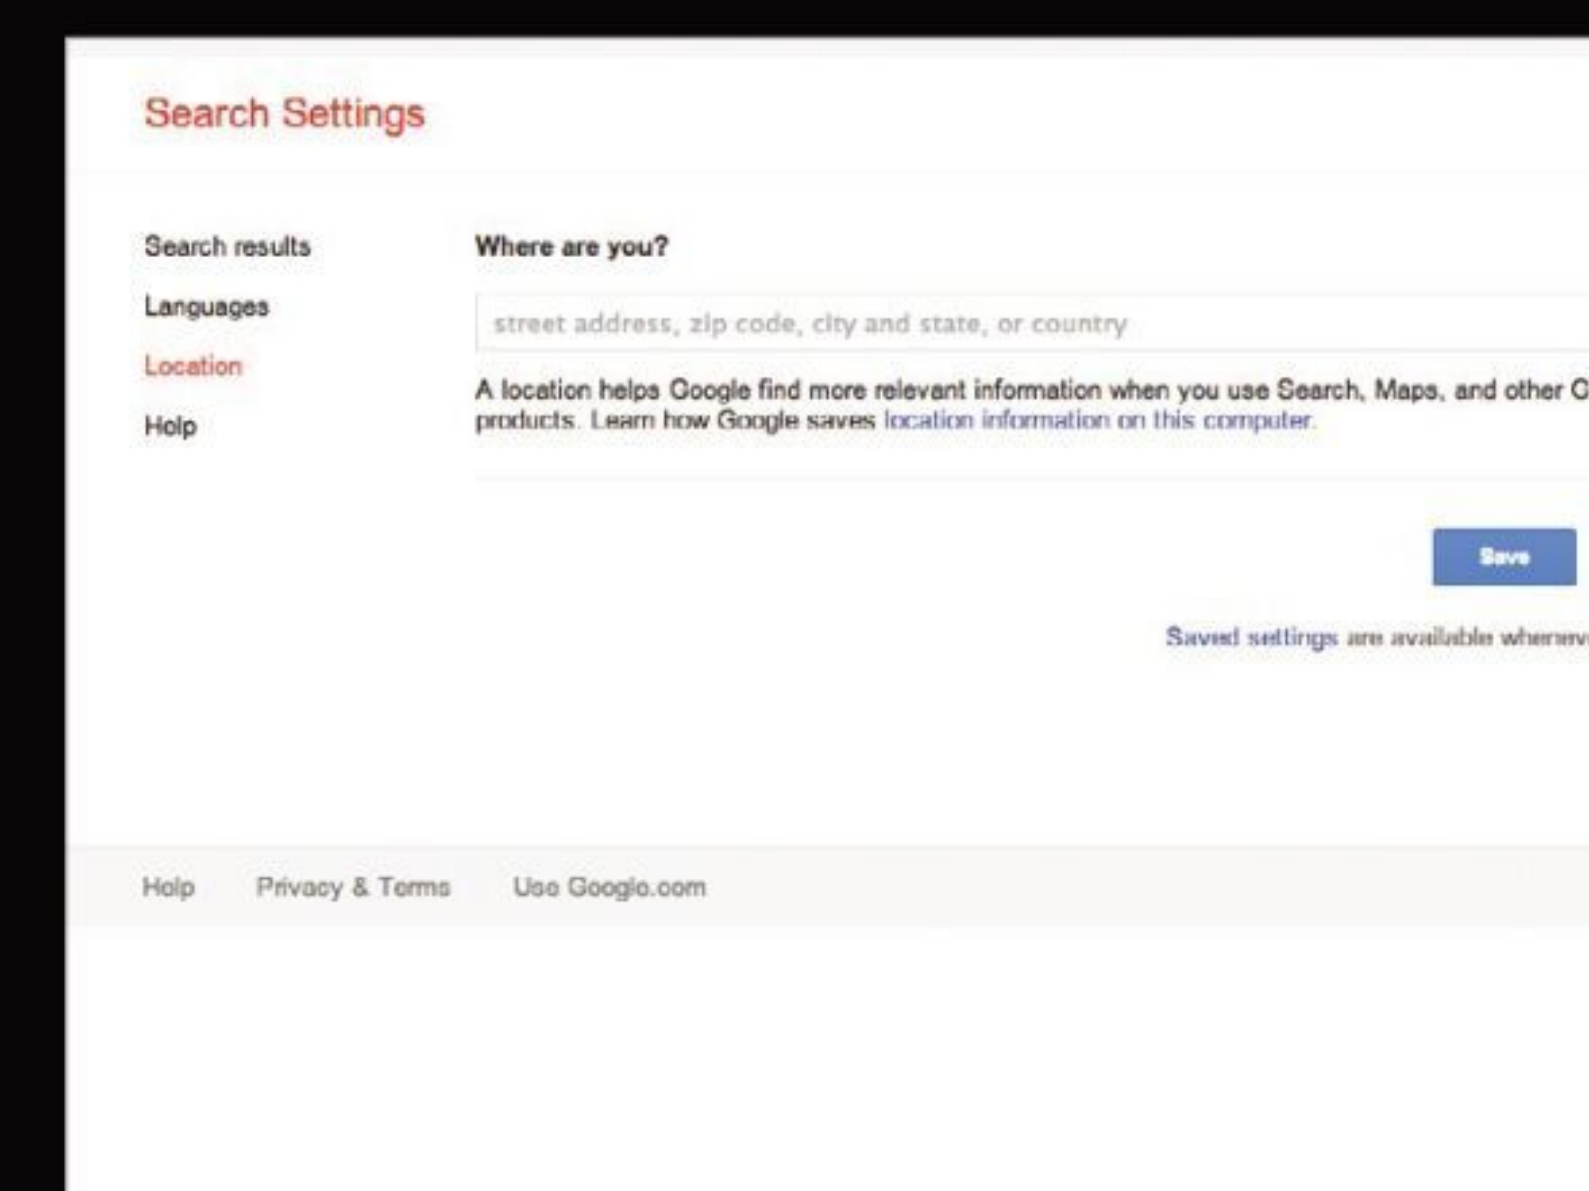 Search Settings
Search results
Languages
Location
Help
Where are you?
street address, zip code, city and state, or country
A location helps Google find more relevant information when you use Search, Maps, and other G
products. Learn how Google saves location information on this computer.
Save
Saved settings are available whenev
Help Privacy & Terms Use Google.com